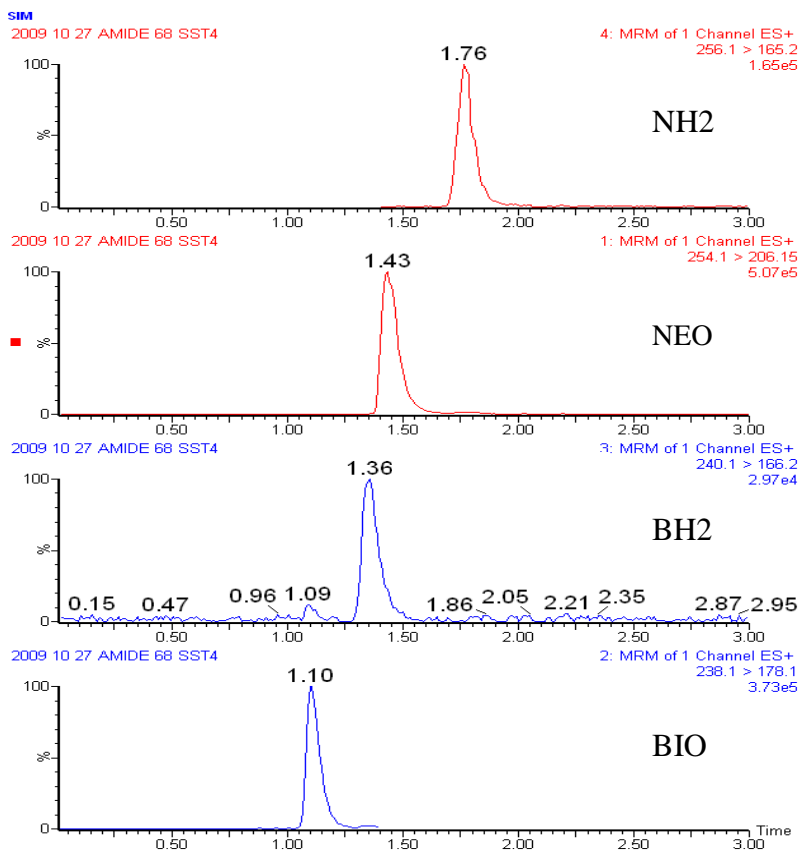 SIM
2009 10 27 AMIDE 68 SST4
4: MRM of 1 Channel ES+
256.1 > 165.2
1.65e5
1.76
NH2
100
%
0
0.50 1.00 1.50 2.00 2.50 3.00
2009 10 27 AMIDE 68 SST4
1: MRM of 1 Channel ES+
254.1 > 206.15
5.07e5
1.43
NEO
100
%
0
0.50 1.00 1.50 2.00 2.50 3.00
2009 10 27 AMIDE 68 SST4
3: MRM of 1 Channel ES+
240.1 > 166.2
2.97e4
1.36
BH2
100
%
0.15 0.47 0.96 1.09 1.86 2.05 2.21 2.35 2.87 2.95
0
0.50 1.00 1.50 2.00 2.50 3.00
2009 10 27 AMIDE 68 SST4
2: MRM of 1 Channel ES+
238.1 > 178.1
3.73e5
1.10
BIO
100
%
0
Time
0.50 1.00 1.50 2.00 2.50 3.00